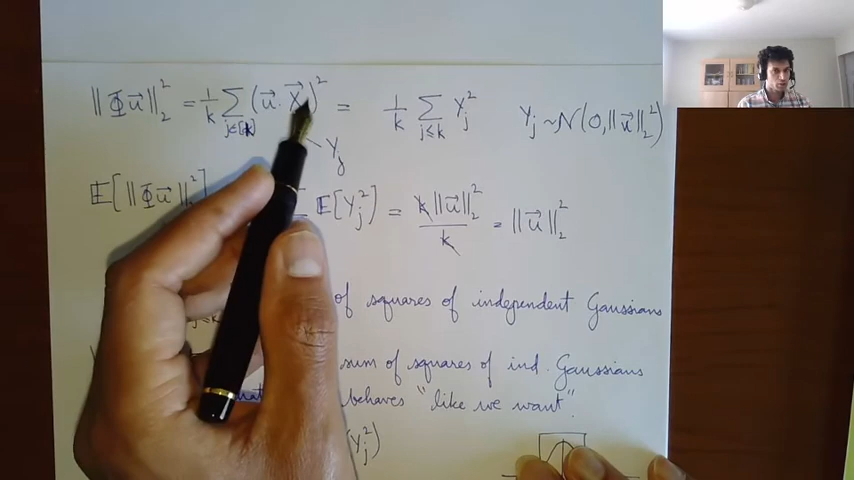 ‖Φu⃗‖₂² = 1/k Σ_{j∈[k]} (u⃗ · X⃗)² = 1/k Σ_{j≤k} Y_j² Y_j ~ N(0, ‖u⃗‖₂²)
Y_j
E[‖Φu⃗‖₂²] = E[Y_j²] = k‖u⃗‖₂² / k = ‖u⃗‖₂²
of squares of independent Gaussians
sum of squares of ind. Gaussians
behaves "like we want".
Y_j²)